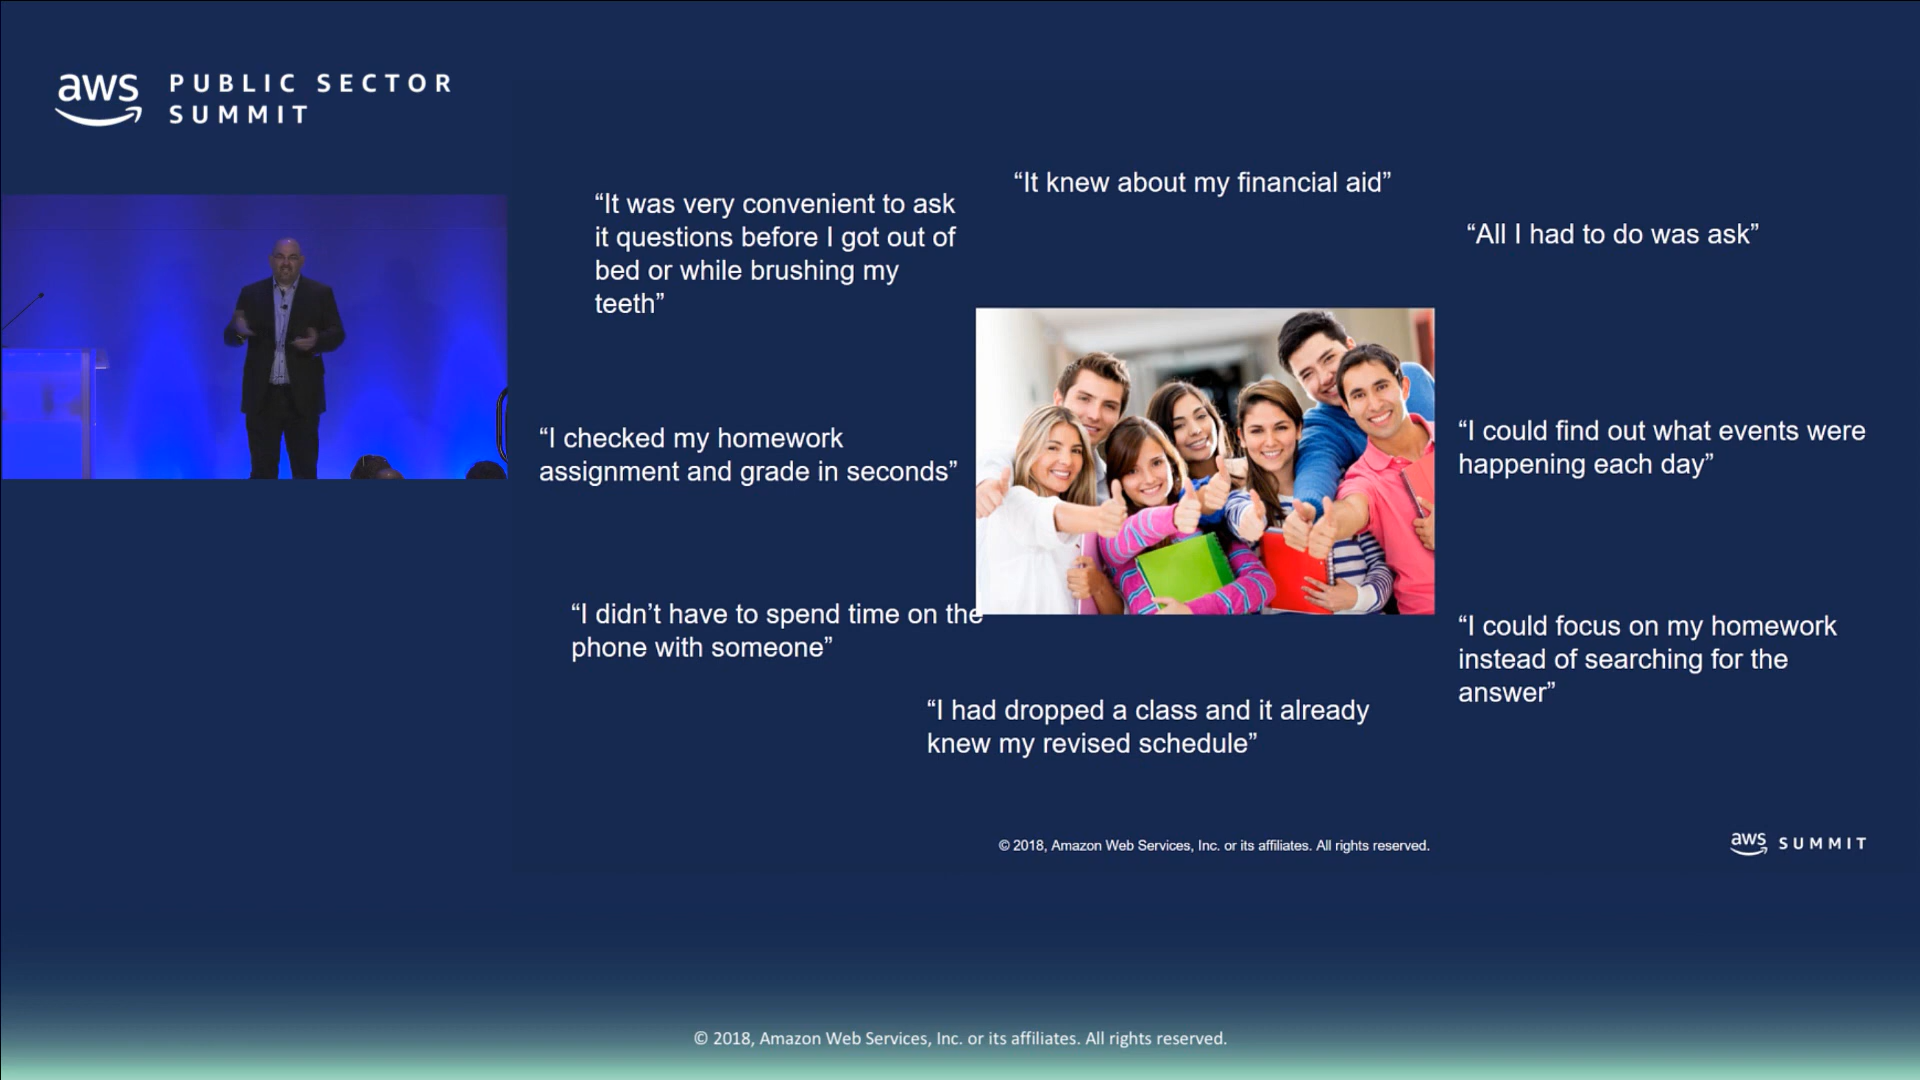 aws PUBLIC SECTOR
SUMMIT
“It knew about my financial aid”
“It was very convenient to ask
it questions before I got out of
bed or while brushing my
teeth”
“All I had to do was ask”
“I checked my homework
assignment and grade in seconds”
“I could find out what events were
happening each day”
“I didn’t have to spend time on the
phone with someone”
“I could focus on my homework
instead of searching for the
answer”
“I had dropped a class and it already
knew my revised schedule”
© 2018, Amazon Web Services, Inc. or its affiliates. All rights reserved.
aws SUMMIT
© 2018, Amazon Web Services, Inc. or its affiliates. All rights reserved.